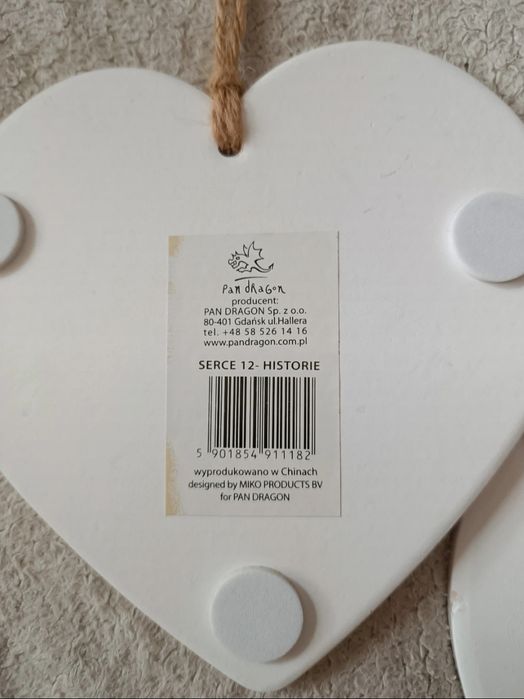 pan dragon
producent:
PAN DRAGON Sp. z o.o.
80-401 Gdańsk ul.Hallera
tel. +48 58 526 14 16
www.pandragon.com.pl
SERCE 12- HISTORIE
5 901854 911182
wyprodukowano w Chinach
designed by MIKO PRODUCTS BV
for PAN DRAGON